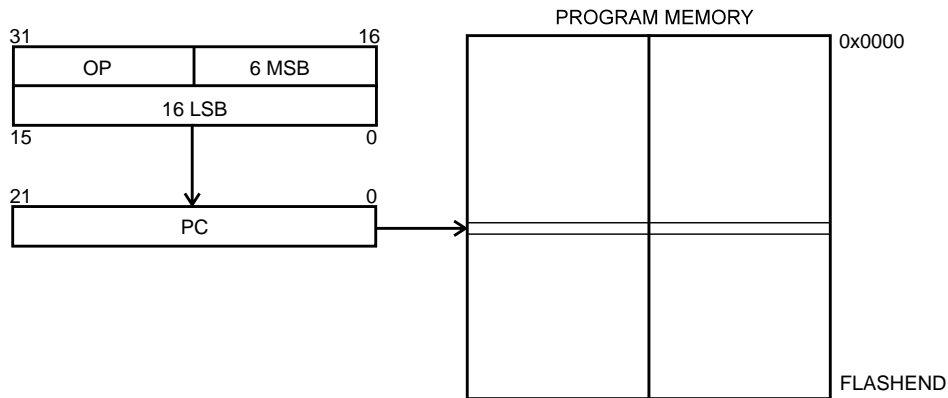 PROGRAM MEMORY
31 16
0x0000
OP 6 MSB
16 LSB
15 0
21 0
PC
FLASHEND